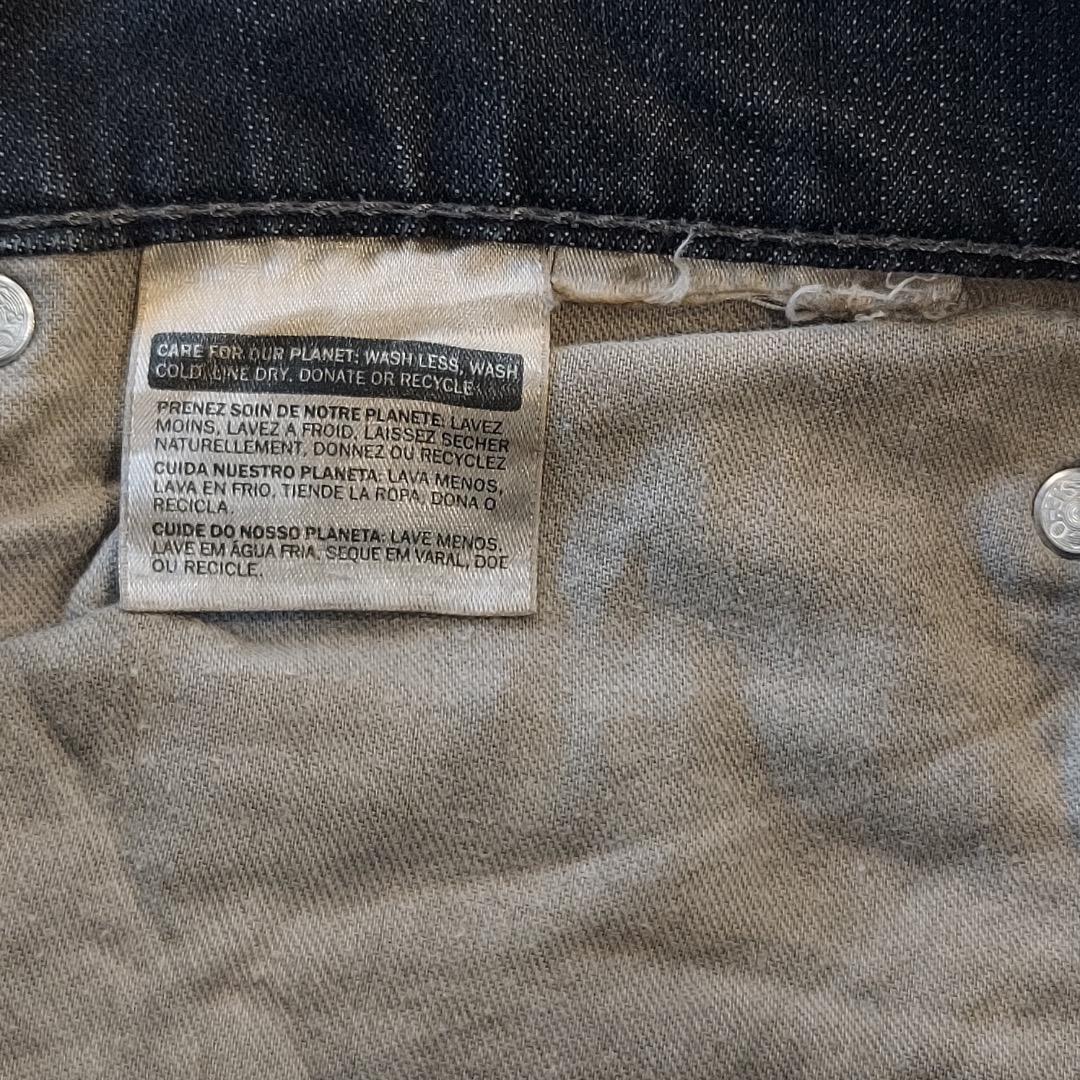 CARE FOR OUR PLANET: WASH LESS, WASH
COLD, LINE DRY, DONATE OR RECYCLE.
PRENEZ SOIN DE NOTRE PLANETE: LAVEZ
MOINS, LAVEZ A FROID, LAISSEZ SECHER
NATURELLEMENT, DONNEZ OU RECYCLEZ
CUIDA NUESTRO PLANETA: LAVA MENOS,
LAVA EN FRIO, TIENDE LA ROPA, DONA O
RECICLA.
CUIDE DO NOSSO PLANETA: LAVE MENOS,
LAVE EM ÁGUA FRIA, SEQUE EM VARAL, DOE
OU RECICLE.